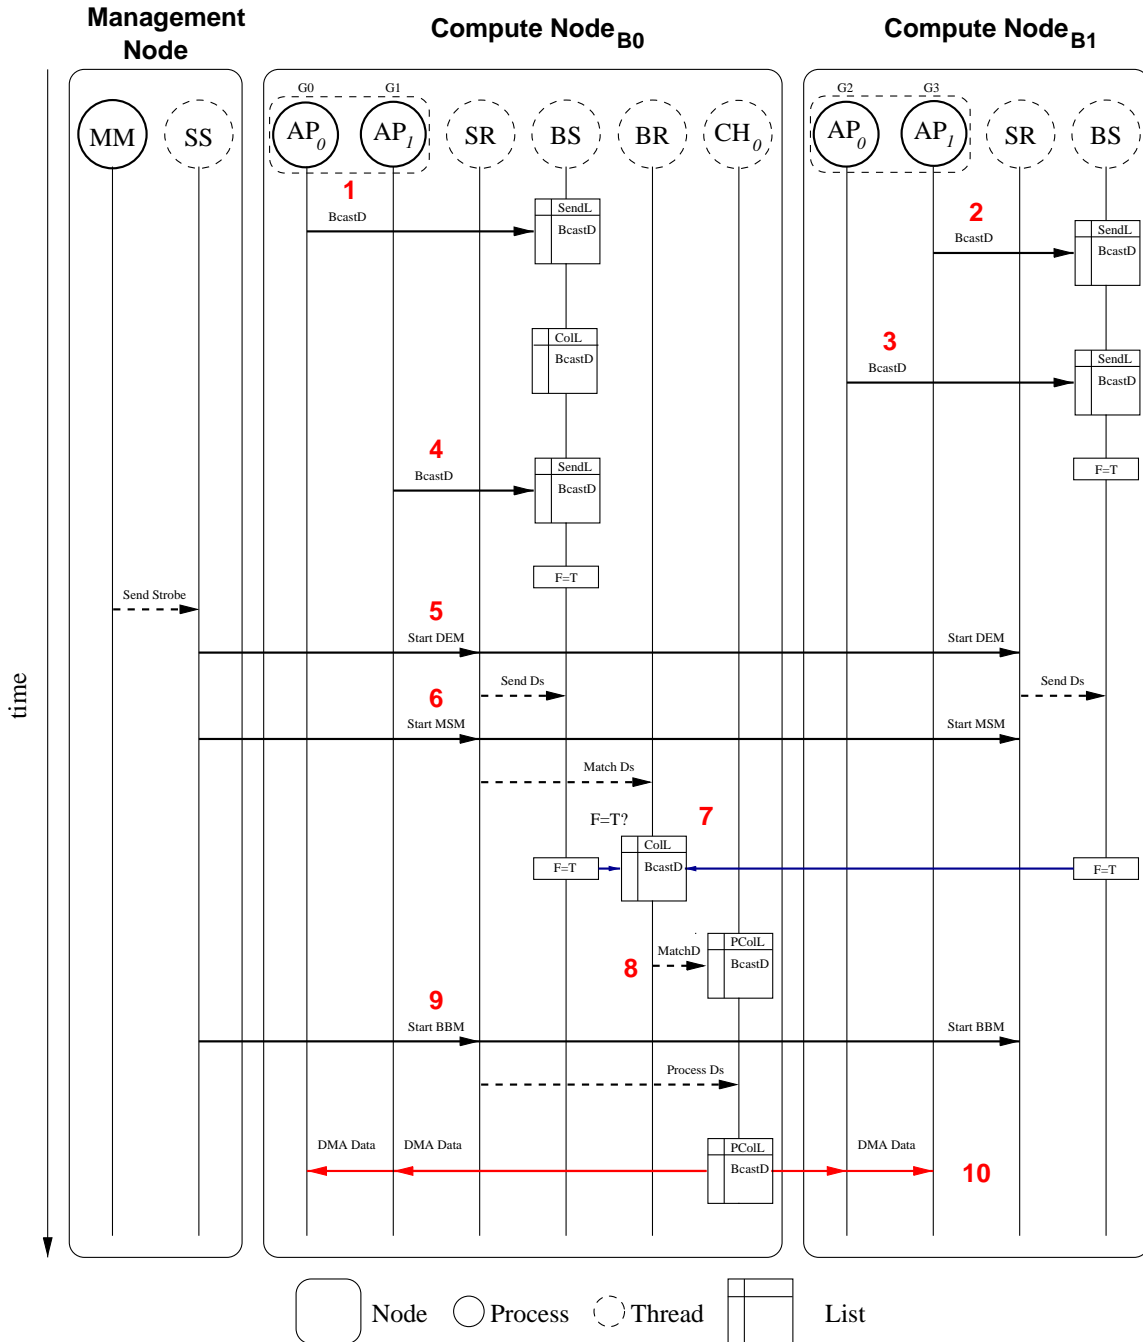 Management
Node
Compute Node B0
Compute Node B1
G0 G1 G2 G3
MM SS AP0 AP1 SR BS BR CH0 AP0 AP1 SR BS
1
BcastD
SendL
BcastD
2
BcastD
SendL
BcastD
ColL
BcastD
3
BcastD
SendL
BcastD
4
BcastD
SendL
BcastD
F=T
F=T
Send Strobe
5
Start DEM Start DEM
Send Ds Send Ds
6
Start MSM Start MSM
time
Match Ds
F=T?
7
ColL
BcastD
F=T
F=T
8
MatchD
PColL
BcastD
9
Start BBM Start BBM
Process Ds
DMA Data DMA Data
PColL
BcastD
DMA Data
10
Node Process Thread List